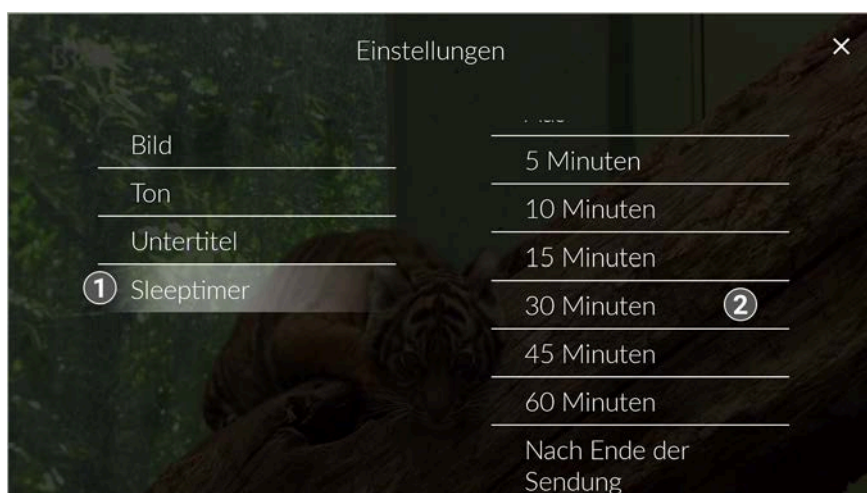 Einstellungen
Bild
Ton
Untertitel
1 Sleeptimer
5 Minuten
10 Minuten
15 Minuten
30 Minuten 2
45 Minuten
60 Minuten
Nach Ende der
Sendung